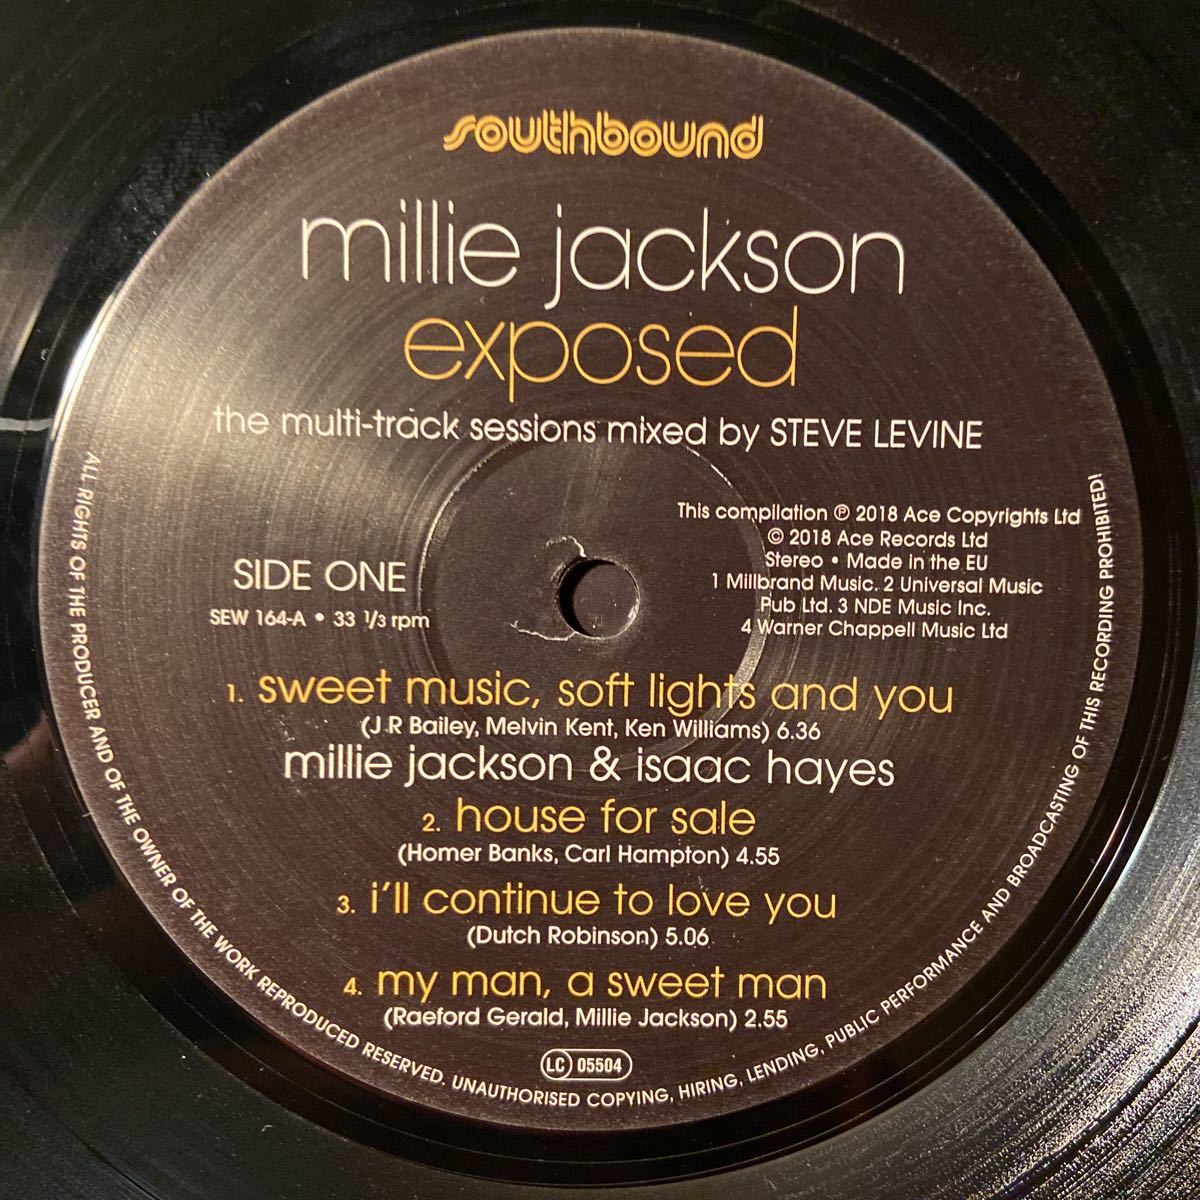 southbound
millie jackson
exposed
the multi-track sessions mixed by STEVE LEVINE
This compilation ℗ 2018 Ace Copyrights Ltd
© 2018 Ace Records Ltd
Stereo • Made in the EU
1 Millbrand Music. 2 Universal Music
Pub Ltd. 3 NDE Music Inc.
4 Warner Chappell Music Ltd
SIDE ONE
SEW 164-A • 33 1/3 rpm
1. sweet music, soft lights and you
(J.R Bailey, Melvin Kent, Ken Williams) 6.36
millie jackson & isaac hayes
2. house for sale
(Homer Banks, Carl Hampton) 4.55
3. i'll continue to love you
(Dutch Robinson) 5.06
4. my man, a sweet man
(Raeford Gerald, Millie Jackson) 2.55
LC 05504
ALL RIGHTS OF THE PRODUCER AND OF THE OWNER OF THE WORK REPRODUCED RESERVED. UNAUTHORISED COPYING, HIRING, LENDING, PUBLIC PERFORMANCE AND BROADCASTING OF THIS RECORDING PROHIBITED!